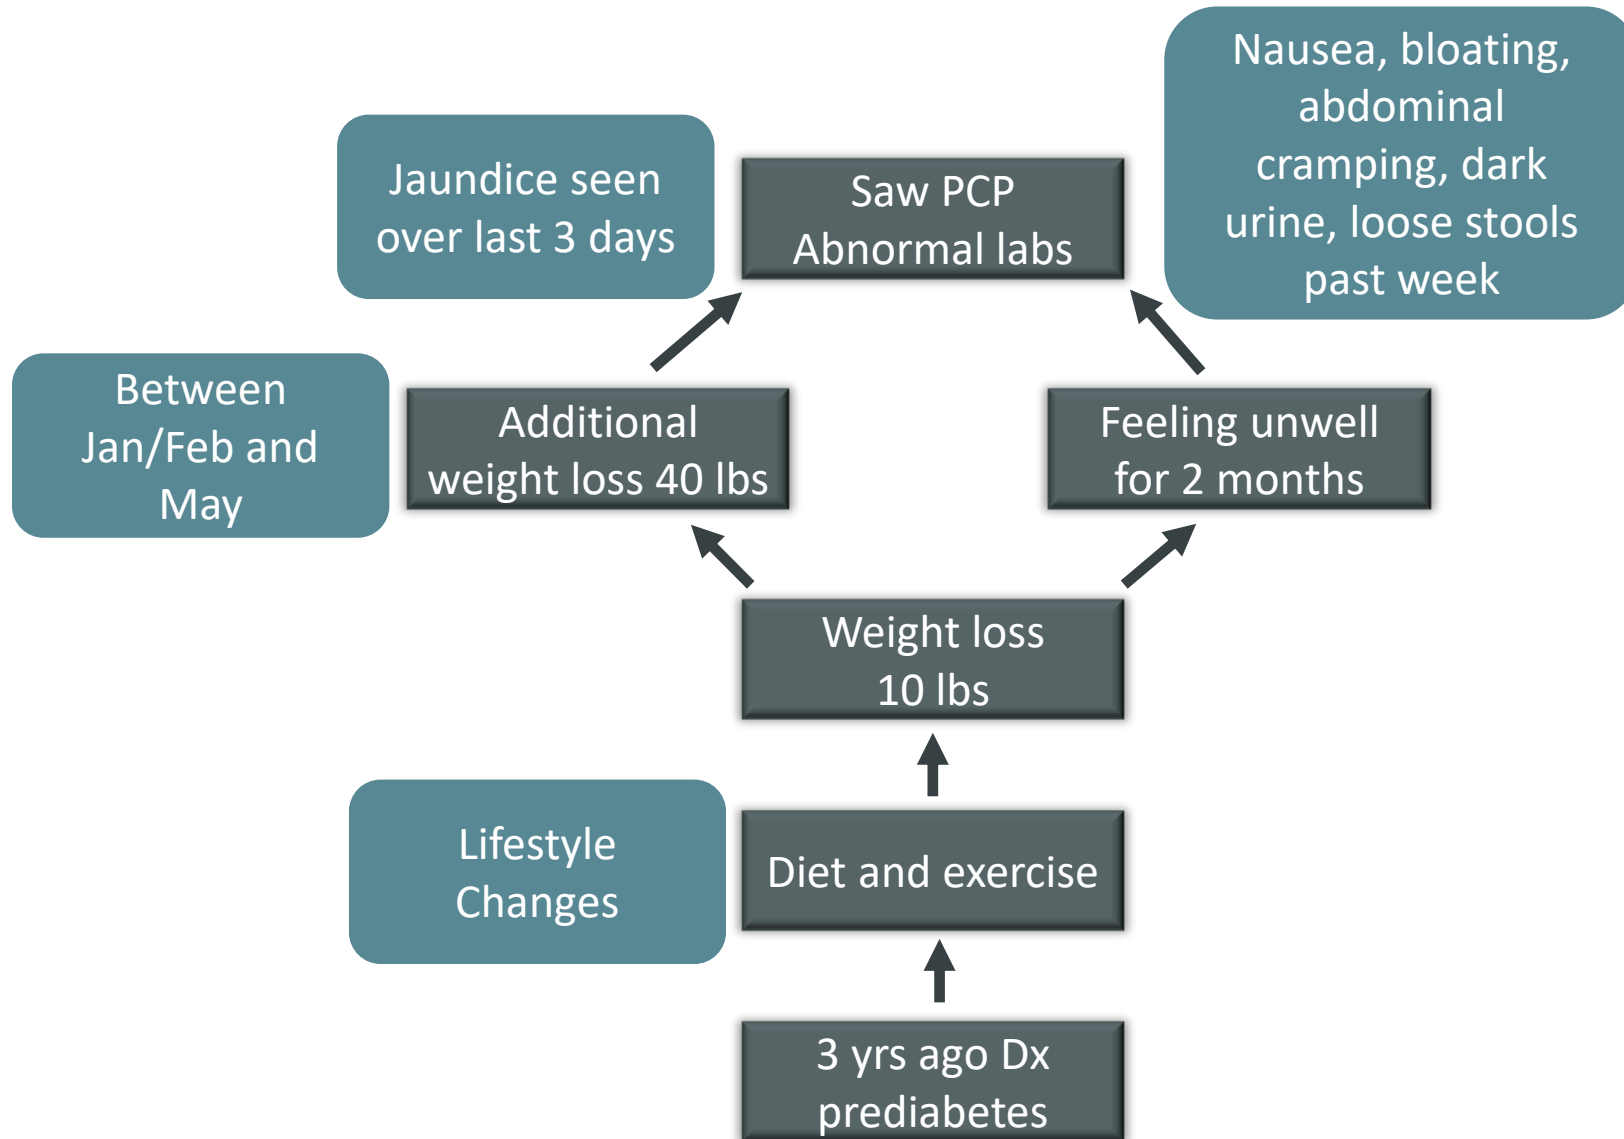 Nausea, bloating,
abdominal
cramping, dark
urine, loose stools
past week
Jaundice seen
over last 3 days
Saw PCP
Abnormal labs
Between
Jan/Feb and
May
Additional
weight loss 40 lbs
Feeling unwell
for 2 months
Weight loss
10 lbs
Lifestyle
Changes
Diet and exercise
3 yrs ago Dx
prediabetes